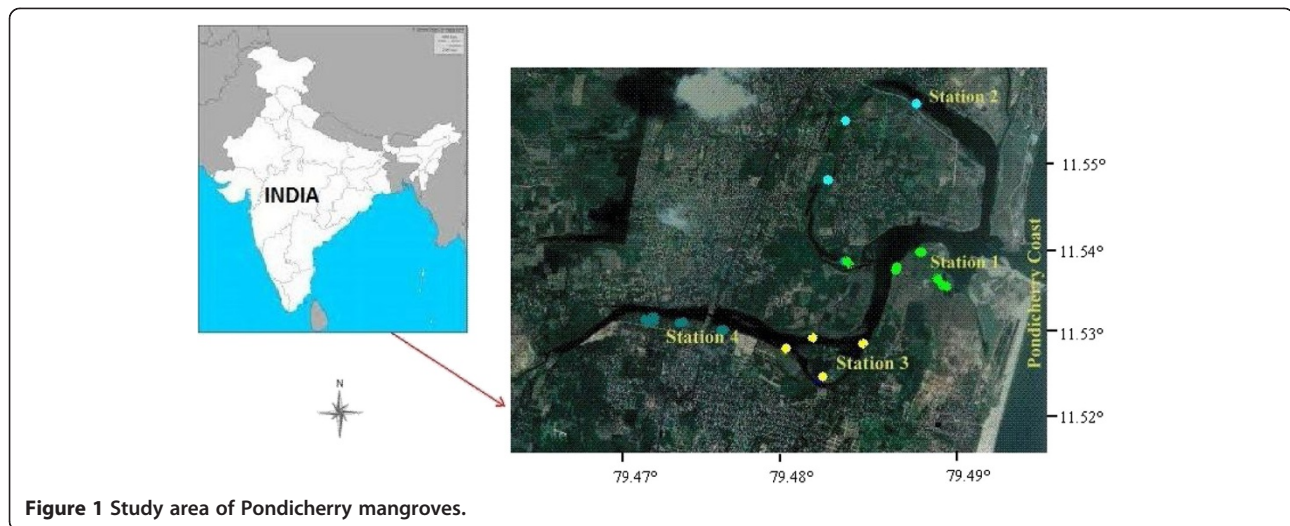 INDIA
Station 2
Station 1
Station 3
Station 4
Pondicherry Coast
11.55°
11.54°
11.53°
11.52°
79.47°
79.48°
79.49°
N
Figure 1 Study area of Pondicherry mangroves.